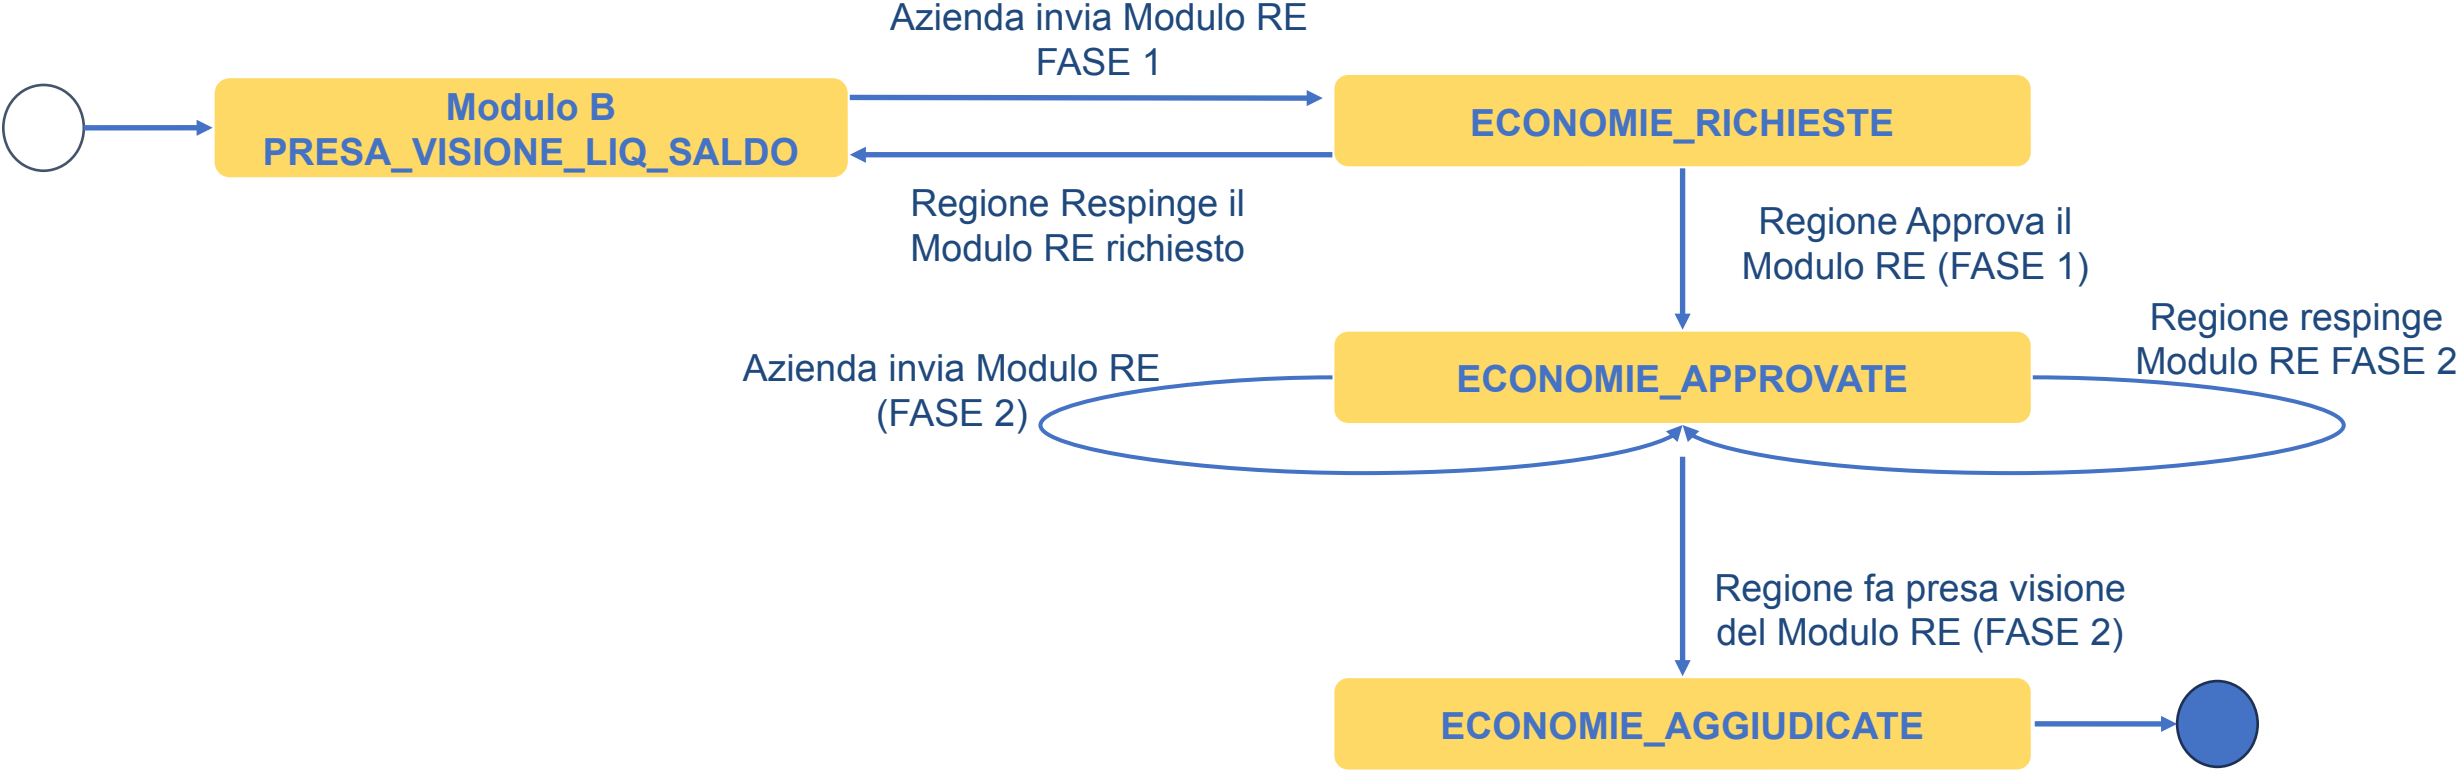 Azienda invia Modulo RE
FASE 1
Modulo B
PRESA_VISIONE_LIQ_SALDO
ECONOMIE_RICHIESTE
Regione Respinge il
Modulo RE richiesto
Regione Approva il
Modulo RE (FASE 1)
Regione respinge
Modulo RE FASE 2
Azienda invia Modulo RE
(FASE 2)
ECONOMIE_APPROVATE
Regione fa presa visione
del Modulo RE (FASE 2)
ECONOMIE_AGGIUDICATE